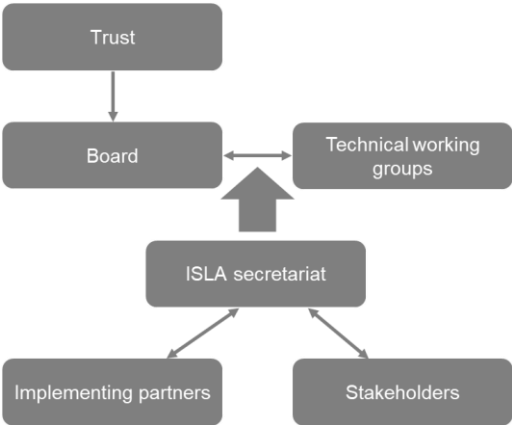 Trust
Board
Technical working
groups
ISLA secretariat
Implementing partners
Stakeholders